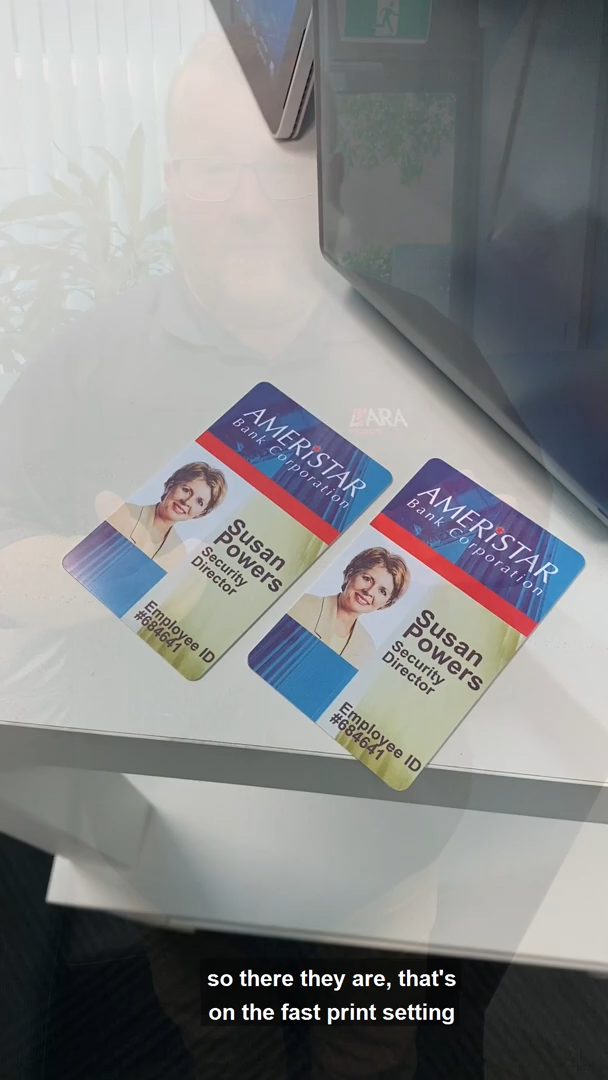 ARA
AMERISTAR
Bank Corporation
Susan
Powers
Security
Director
Employee ID
#684641
AMERISTAR
Bank Corporation
Susan
Powers
Security
Director
Employee ID
#684641
so there they are, that's
on the fast print setting